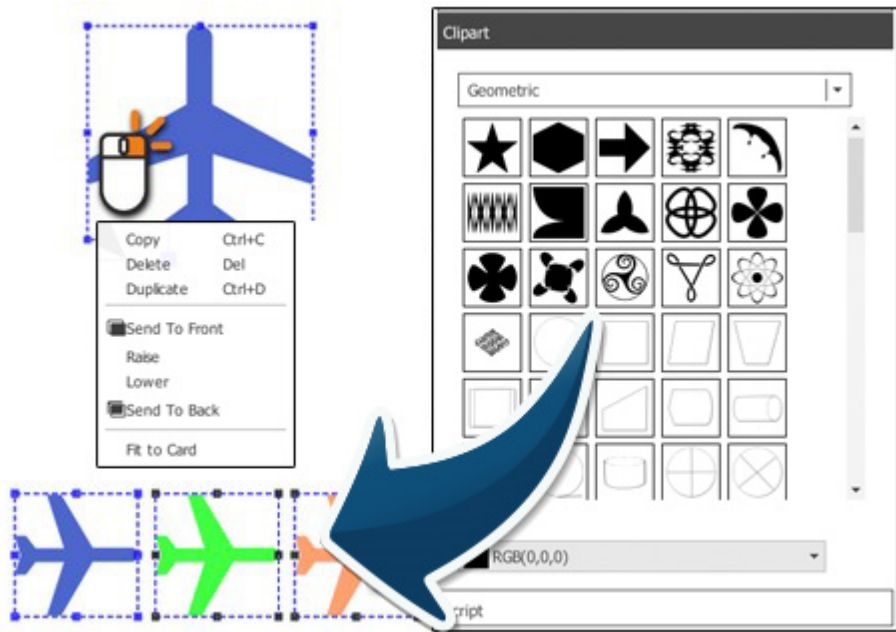 Clipart
Geometric
Copy Ctrl+C
Delete Del
Duplicate Ctrl+D
Send To Front
Raise
Lower
Send To Back
Fit to Card
RGB(0,0,0)
cript